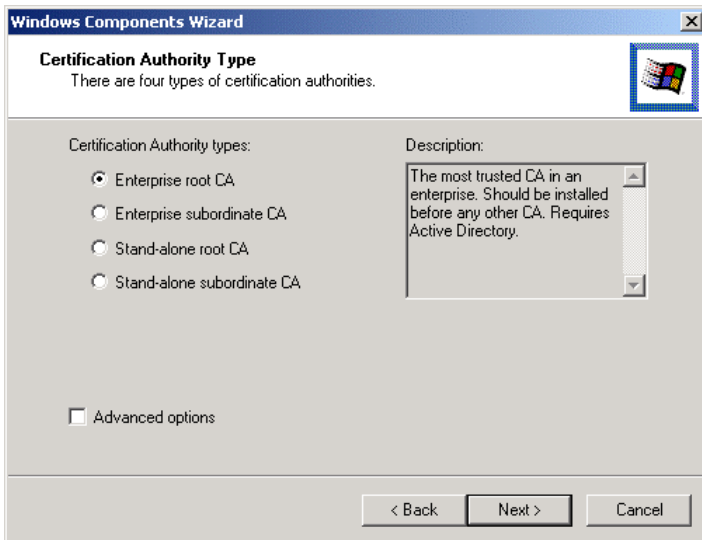 Windows Components Wizard
Certification Authority Type
There are four types of certification authorities.
Certification Authority types:
Enterprise root CA
Enterprise subordinate CA
Stand-alone root CA
Stand-alone subordinate CA
Description:
The most trusted CA in an
enterprise. Should be installed
before any other CA. Requires
Active Directory.
Advanced options
< Back
Next >
Cancel